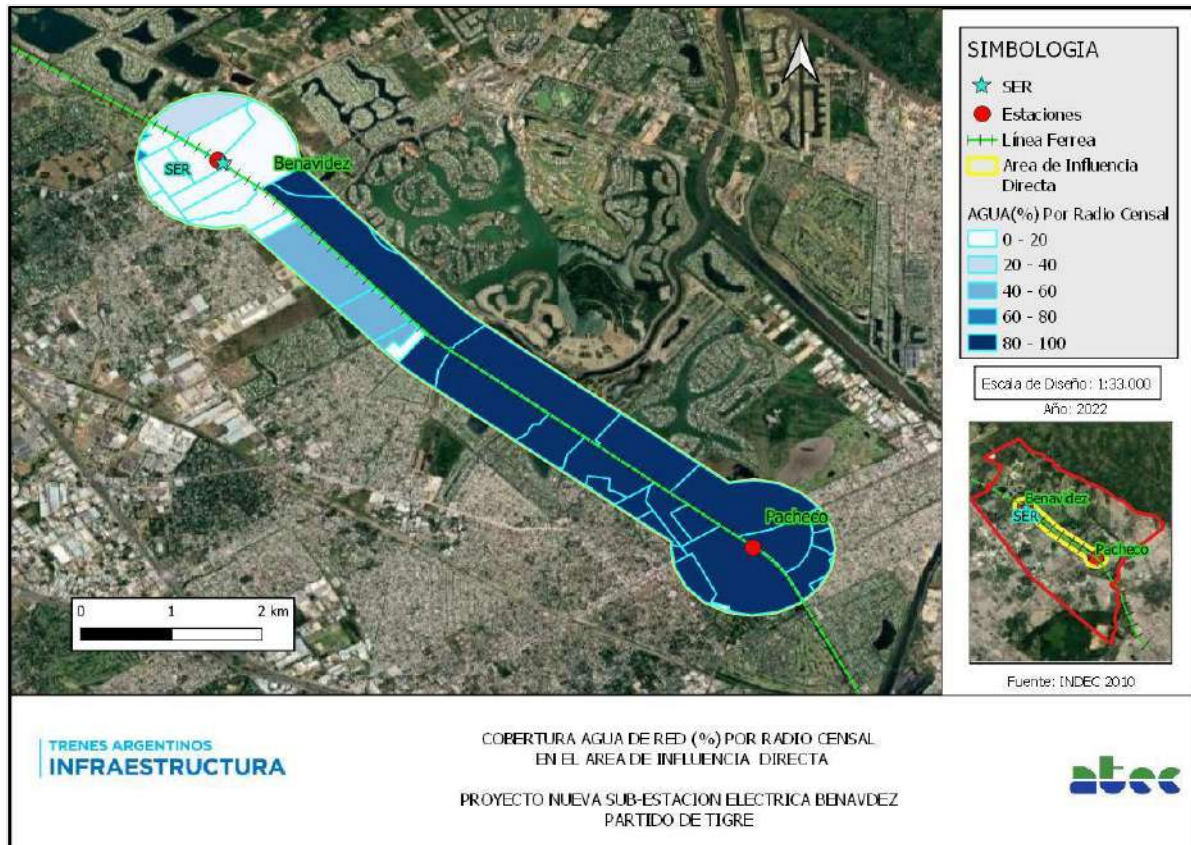 Benavidez
SER
Pacheco
0 1 2 km
SIMBOLOGIA
SER
Estaciones
Línea Ferrea
Area de Influencia
Directa
AGUA(%) Por Radio Censal
0 - 20
20 - 40
40 - 60
60 - 80
80 - 100
Escala de Diseño: 1:33.000
Año: 2022
Benavidez
SER
Pacheco
Fuente: INDEC 2010
TRENES ARGENTINOS
INFRAESTRUCTURA
COBERTURA AGUA DE RED (%) POR RADIO CENSAL
EN EL AREA DE INFLUENCIA DIRECTA
PROYECTO NUEVA SUB-ESTACION ELECTRICA BENAVDEZ
PARTIDO DE TIGRE
atec